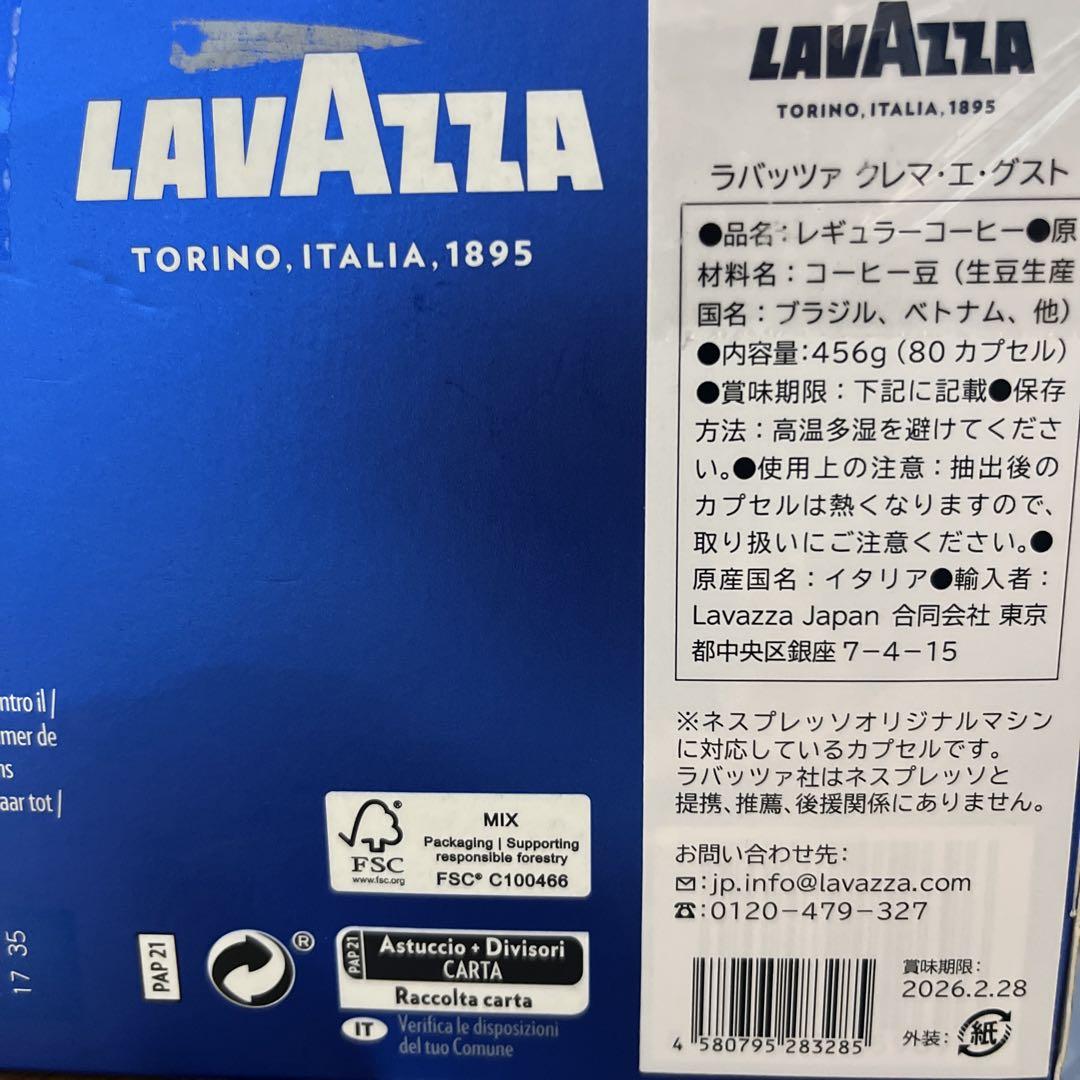 LAVAZZA
TORINO, ITALIA, 1895
ntro il |
mer de
ns
aar tot |
17 35
FSC
www.fsc.org
MIX
Packaging | Supporting
responsible forestry
FSC® C100466
PAP 21
®
PAP 21
Astuccio + Divisori
CARTA
Raccolta carta
IT
Verifica le disposizioni
del tuo Comune
LAVAZZA
TORINO, ITALIA, 1895
ラバッツァ クレマ・エ・グスト
●品名：レギュラーコーヒー●原
材料名：コーヒー豆（生豆生産
国名：ブラジル、ベトナム、他）
●内容量:456g（80 カプセル）
●賞味期限：下記に記載●保存
方法：高温多湿を避けてくださ
い。●使用上の注意：抽出後の
カプセルは熱くなりますので、
取り扱いにご注意ください。●
原産国名：イタリア●輸入者：
Lavazza Japan 合同会社 東京
都中央区銀座7−4−15
※ネスプレッソオリジナルマシン
に対応しているカプセルです。
ラバッツァ社はネスプレッソと
提携、推薦、後援関係にありません。
お問い合わせ先：
✉:jp.info@lavazza.com
☎:0120−479−327
賞味期限：
2026.2.28
外装：紙
4 580795 283285